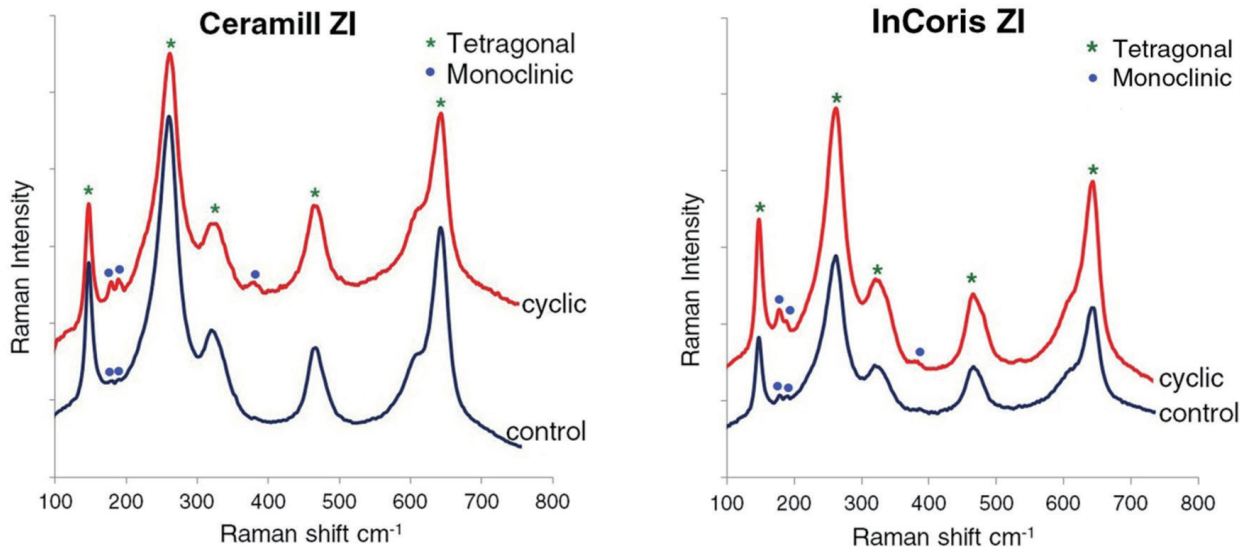 Ceramill ZI
* Tetragonal
• Monoclinic
Raman Intensity
cyclic
control
100 200 300 400 500 600 700 800
Raman shift cm-1
InCoris ZI
* Tetragonal
• Monoclinic
Raman Intensity
cyclic
control
100 200 300 400 500 600 700 800
Raman shift cm-1